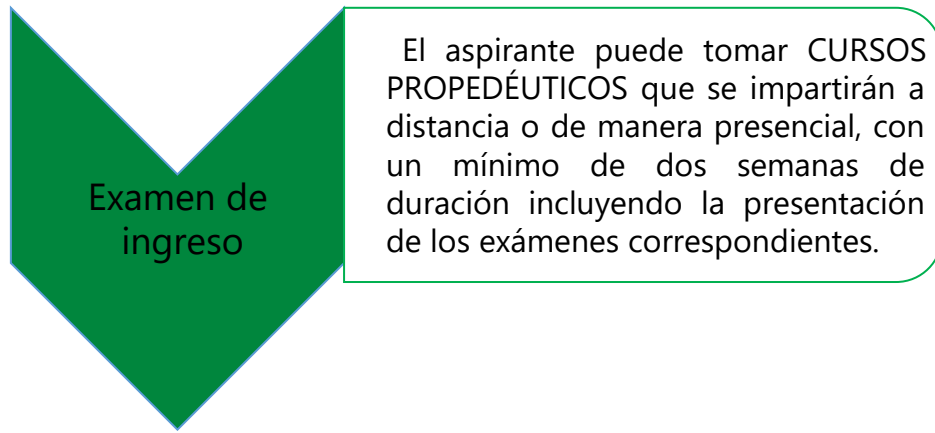 Examen de
ingreso
El aspirante puede tomar CURSOS
PROPEDÉUTICOS que se impartirán a
distancia o de manera presencial, con
un mínimo de dos semanas de
duración incluyendo la presentación
de los exámenes correspondientes.